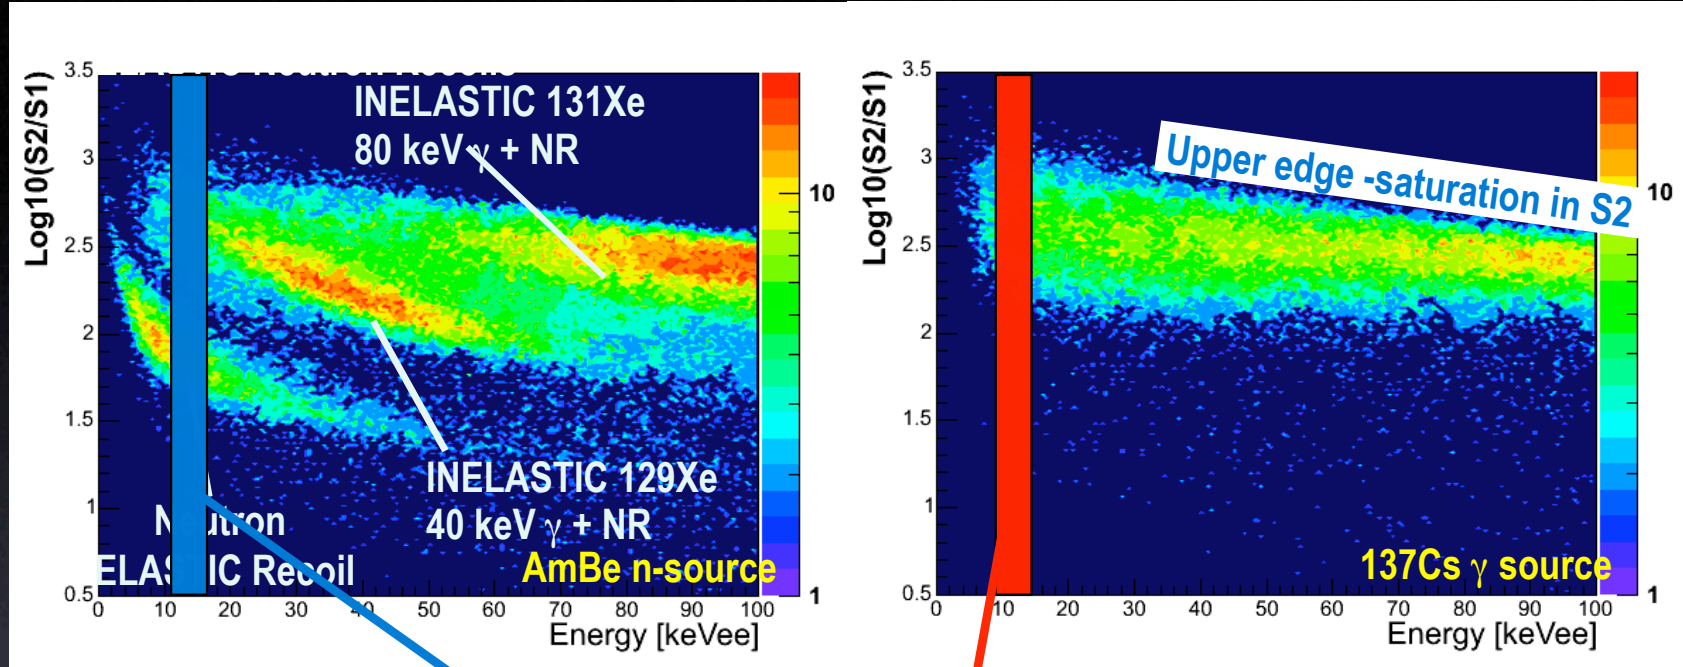 Log10(S2/S1)
3.5
3
2.5
2
1.5
1
0.5
INELASTIC 131Xe
80 keV γ + NR
INELASTIC 129Xe
40 keV γ + NR
Neutron
ELASTIC Recoil
AmBe n-source
0 10 20 30 40 50 60 70 80 90 100
Energy [keVee]
10
1
Log10(S2/S1)
3.5
3
2.5
2
1.5
1
0.5
Upper edge -saturation in S2
137Cs γ source
0 10 20 30 40 50 60 70 80 90 100
Energy [keVee]
10
1